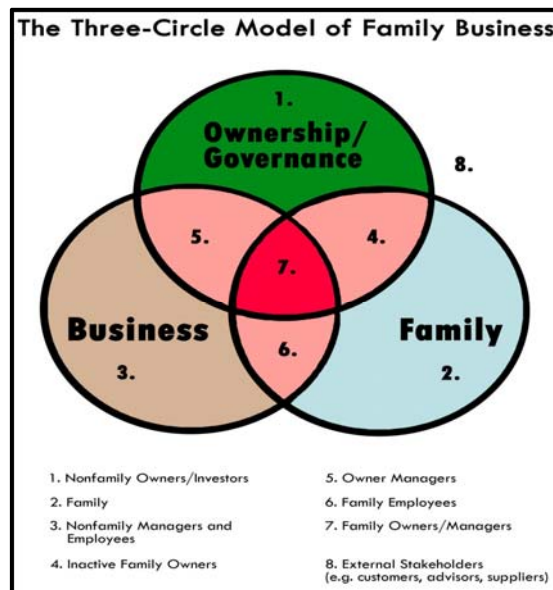 The Three-Circle Model of Family Business
1.
Ownership/
Governance
8.
5.
4.
7.
Business
Family
6.
3.
2.
1. Nonfamily Owners/Investors
2. Family
3. Nonfamily Managers and
Employees
4. Inactive Family Owners
5. Owner Managers
6. Family Employees
7. Family Owners/Managers
8. External Stakeholders
(e.g. customers, advisors, suppliers)